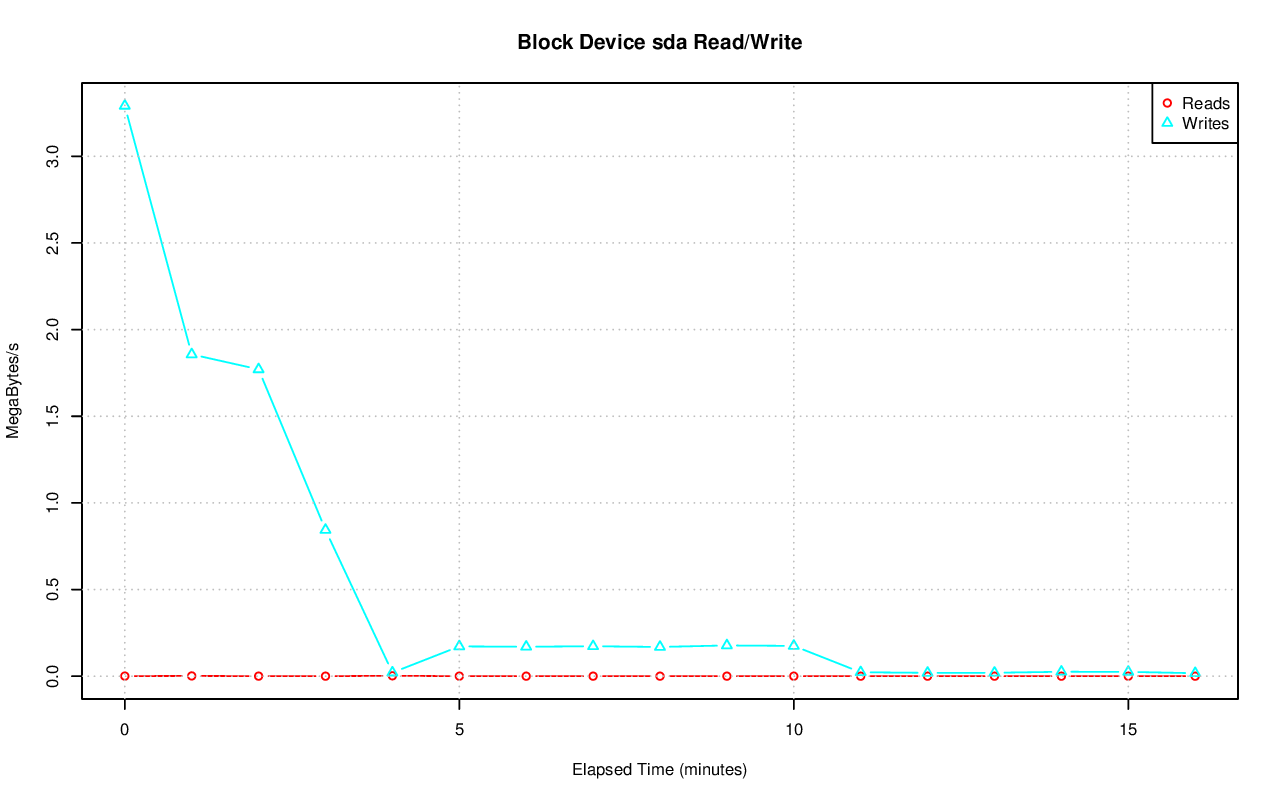 Block Device sda Read/Write
Reads
Writes
MegaBytes/s
3.0
2.5
2.0
1.5
1.0
0.5
0.0
0 5 10 15
Elapsed Time (minutes)